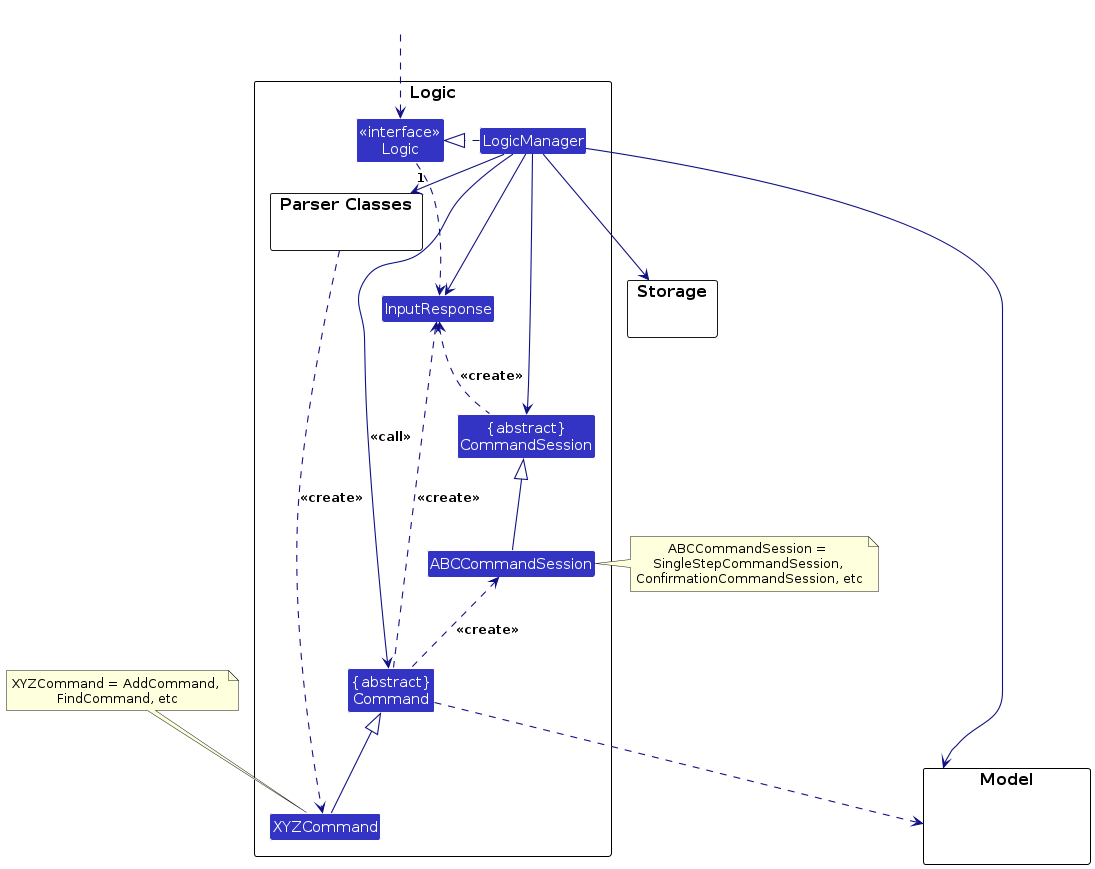 Logic
«interface»
Logic
LogicManager
1
Parser Classes
Storage
InputResponse
«create»
{abstract}
CommandSession
«call»
«create»
«create»
ABCCommandSession
ABCCommandSession =
SingleStepCommandSession,
ConfirmationCommandSession, etc
«create»
{abstract}
Command
XYZCommand = AddCommand,
FindCommand, etc
Model
XYZCommand